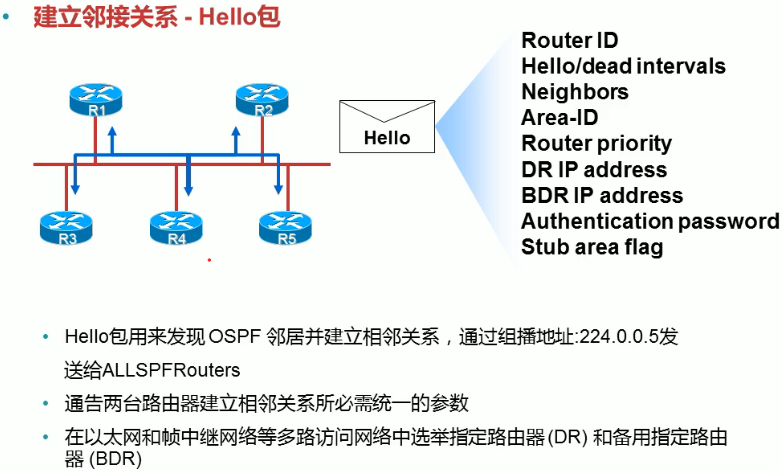 建立邻接关系 - Hello包
R1
R2
R3
R4
R5
Hello
Router ID
Hello/dead intervals
Neighbors
Area-ID
Router priority
DR IP address
BDR IP address
Authentication password
Stub area flag
Hello包用来发现 OSPF 邻居并建立相邻关系，通过组播地址:224.0.0.5发
送给ALLSPFRouters
通告两台路由器建立相邻关系所必需统一的参数
在以太网和帧中继网络等多路访问网络中选举指定路由器(DR) 和备用指定路由
器 (BDR)